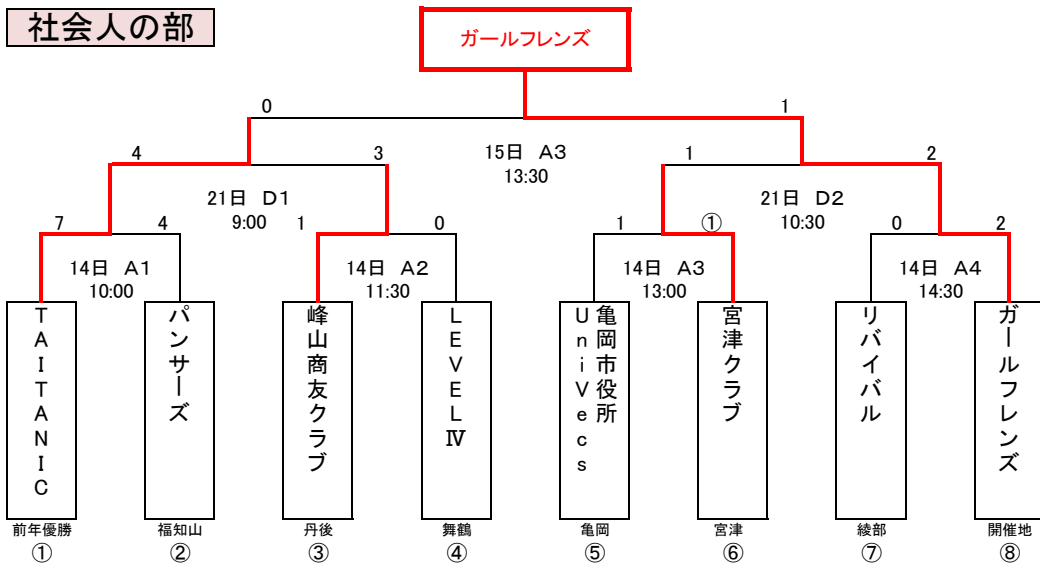 社会人の部
ガールフレンズ
0 1
4 3 15日 A3 1 2
13:30
21日 D1 21日 D2
9:00 10:30
7 4 1 0 1 ① 0 2
14日 A1 14日 A2 14日 A3 14日 A4
10:00 11:30 13:00 14:30
TAITANIC
パンサーズ
峰山商友クラブ
LEVELⅣ
亀岡市役所
UniVecs
宮津クラブ
リバイバル
ガールフレンズ
前年優勝 福知山 丹後 舞鶴 亀岡 宮津 綾部 開催地
① ② ③ ④ ⑤ ⑥ ⑦ ⑧